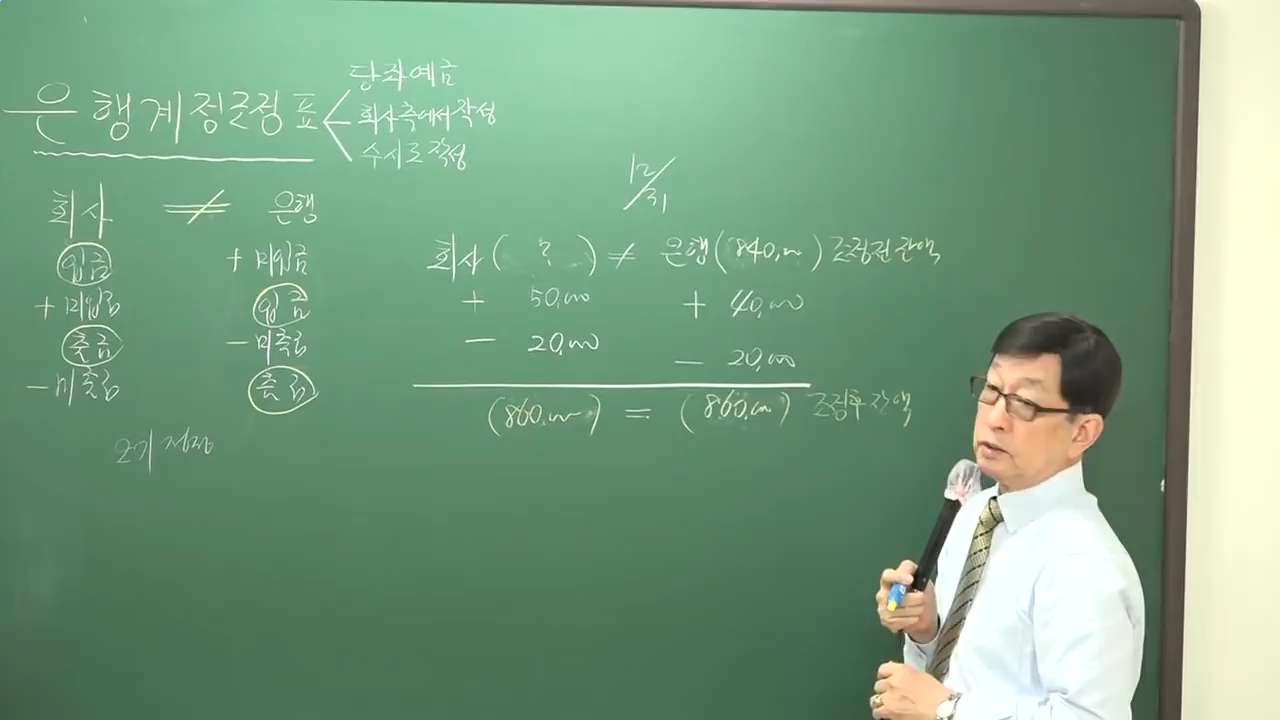 은행계정조정표
당좌예금
회사측에서 작성
수시로 작성
회사 ≠ 은행
입금 + 미입금
+ 미입금 입금
출금 - 미출금
- 미출금 출금
오기 정정
12/31
회사( ? ) ≠ 은행(840,000) 조정전 잔액
+ 50,000 + 40,000
- 20,000 - 20,000
(860,000) = (860,000) 조정후 잔액